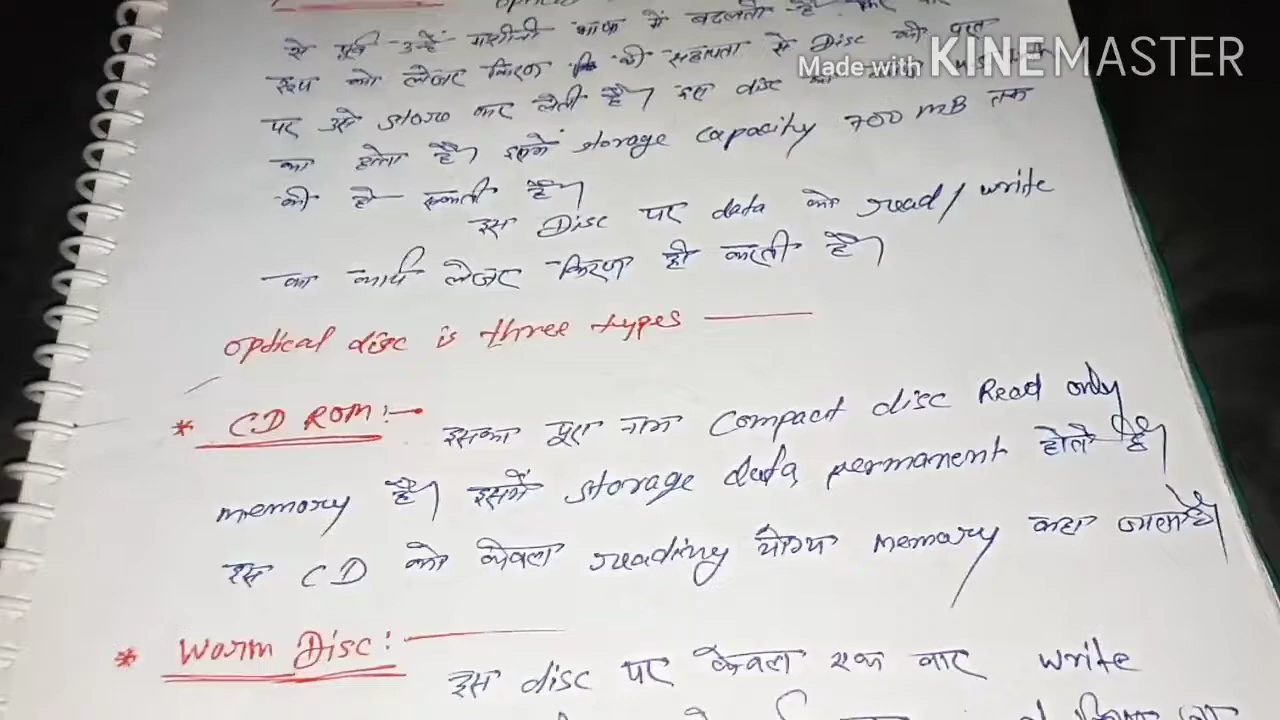 से पूर्व उन्हें मशीनी भाषा में बदलती है
रूप को लेजर किरण की सहायता से Disc की सतह
Made with KINEMASTER
पर उसे store कर लेती है। इस disc का
का होता है। इसमें storage capacity 700 MB तक
की हो सकती है।
इस Disc पर data को read/write
का कार्य लेजर किरण ही करती है।
optical disc is three types
* CD ROM:-
इसका पूरा नाम Compact disc Read only
memory है। इसमें storage data permanent होते है।
इस CD को केवल reading योग्य memory कहा जाता है।
* Worm Disc:
इस disc पर केवल एक बार write